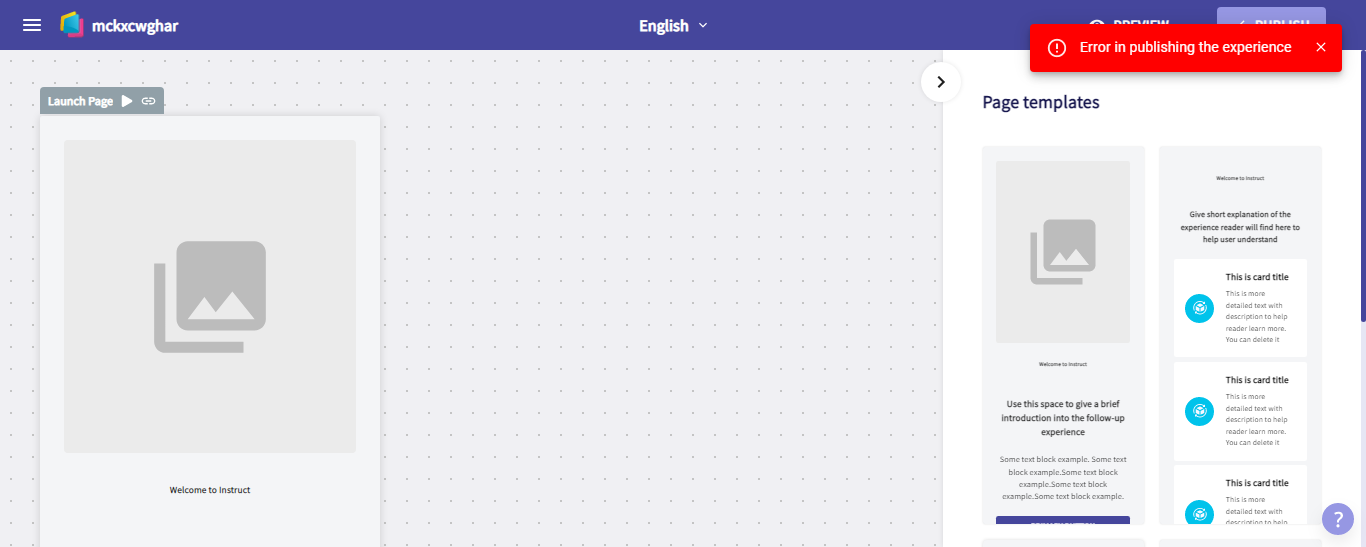 mckxcwghar
English
PREVIEW
PUBLISH
Error in publishing the experience
Launch Page
Welcome to Instruct
Page templates
Welcome to Instruct
Use this space to give a brief
introduction into the follow-up
experience
Some text block example. Some text
block example.Some text block
example.Some text block
example.Some text block example.
Welcome to Instruct
Give short explanation of the
experience reader will find here to
help user understand
This is card title
This is more
detailed text with
description to help
reader learn more.
You can delete it
This is card title
This is more
detailed text with
description to help
reader learn more.
You can delete it
This is card title
This is more
detailed text with
description to help
?